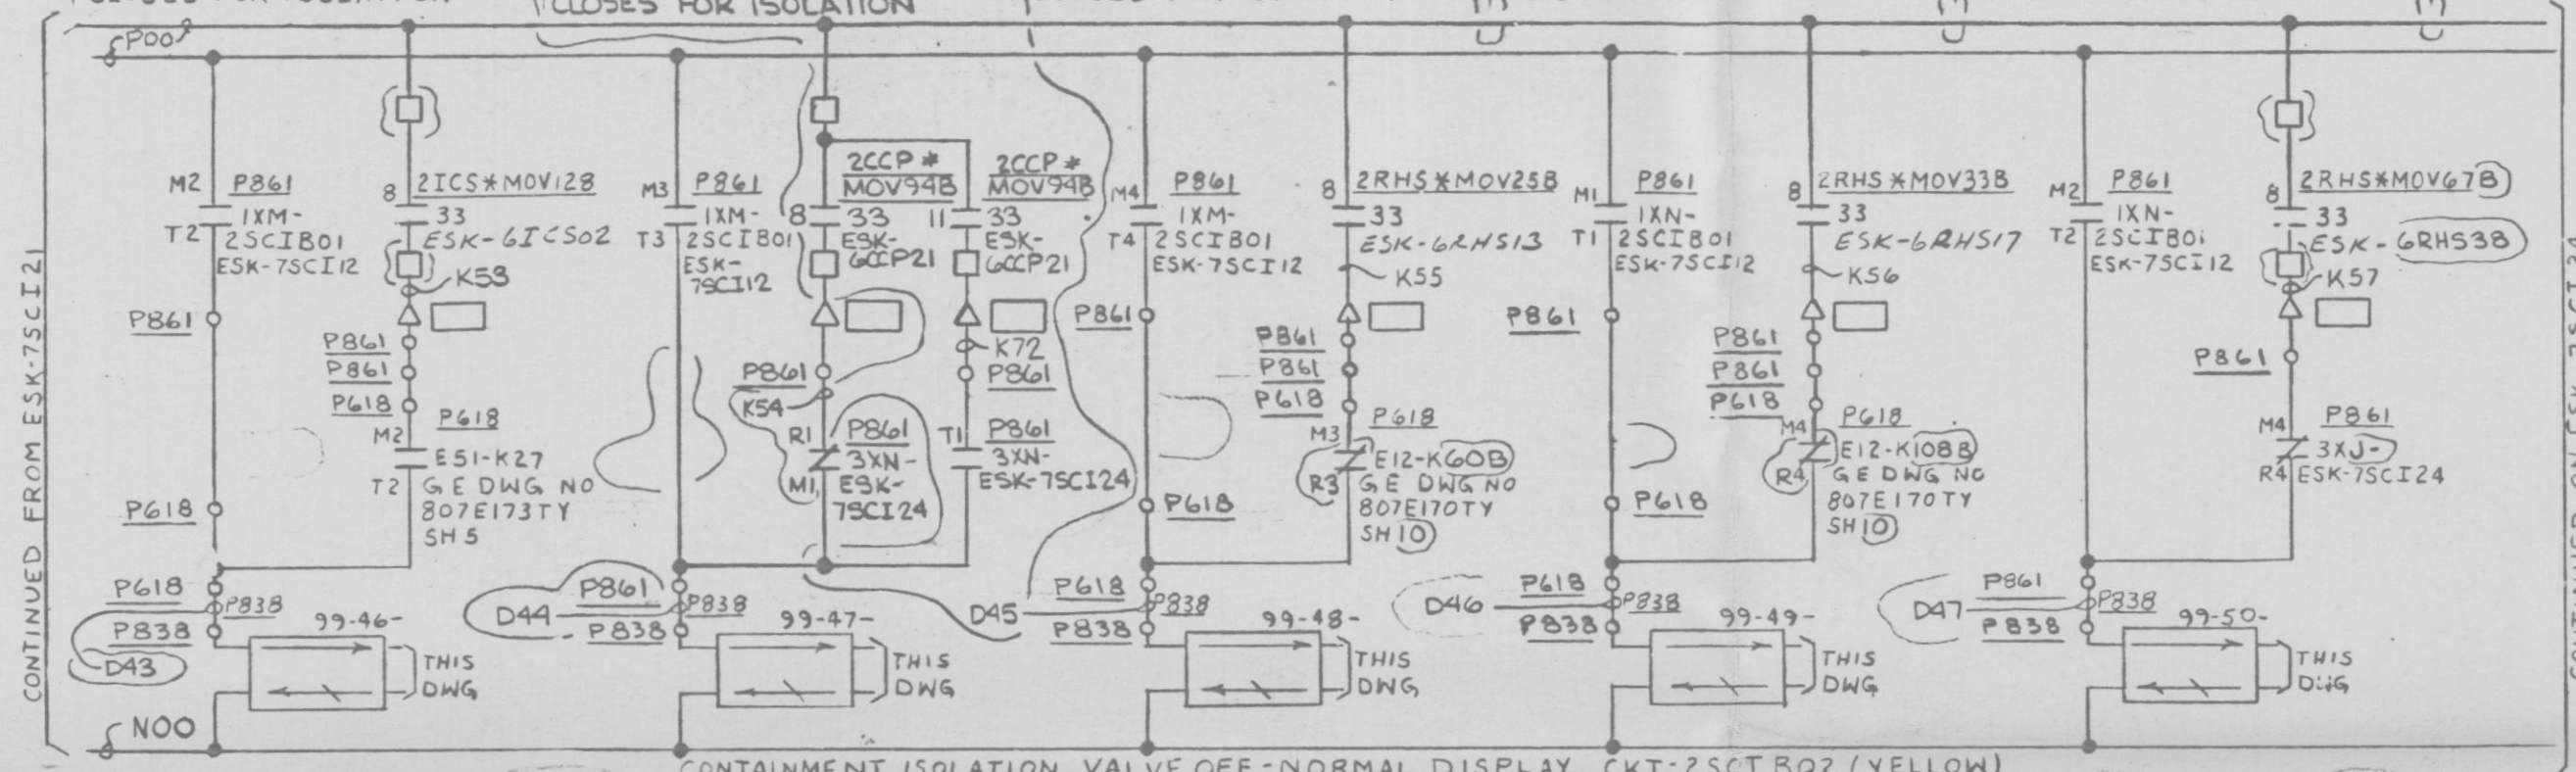 CLOSES FOR ISOLATION
P00
M2
P861
1XM-
T2
2SCIB01
ESK-7SCI12
8
2ICS*MOV128
33
ESK-6ICS02
K53
P861
P861
P861
P618
P618
M2
E51-K27
T2
G E DWG NO
807E173TY
SH 5
P618
P618
P838
P838
D43
99-46-
THIS
DWG
M3
P861
1XM-
T3
2SCIB01
ESK-
7SCI12
2CCP*
MOV94B
8
33
ESK-
6CCP21
2CCP*
MOV94B
11
33
ESK-
6CCP21
K72
P861
P861
K54
R1
P861
3XN-
M1
ESK-
7SCI24
T1
P861
3XN-
ESK-7SCI24
D44
P861
P838
P838
99-47-
THIS
DWG
M4
P861
1XM-
T4
2SCIB01
ESK-7SCI12
P861
8
2RHS*MOV25B
33
ESK-6RHS13
K55
P861
P861
P618
P618
M3
E12-K60B
R3
GE DWG NO
807E170TY
SH 10
P618
D45
P618
P838
P838
99-48-
THIS
DWG
M1
P861
1XN-
T1
2SCIB01
ESK-7SCI12
P861
8
2RHS*MOV33B
33
ESK-6RHS17
K56
P861
P861
P618
P618
M4
E12-K108B
R4
GE DWG NO
807E170TY
SH 10
P618
D46
P618
P838
P838
99-49-
THIS
DWG
M2
P861
1XN-
T2
2SCIB01
ESK-7SCI12
8
2RHS*MOV67B
33
ESK-6RHS38
K57
P861
M4
P861
3XJ-
R4
ESK-7SCI24
D47
P861
P838
P838
99-50-
THIS
DWG
N00
CONTINUED FROM ESK-7SCI21
CONTAINMENT ISOLATION VALVE OFF-NORMAL DISPLAY CKT-2SCIB02 (YELLOW)